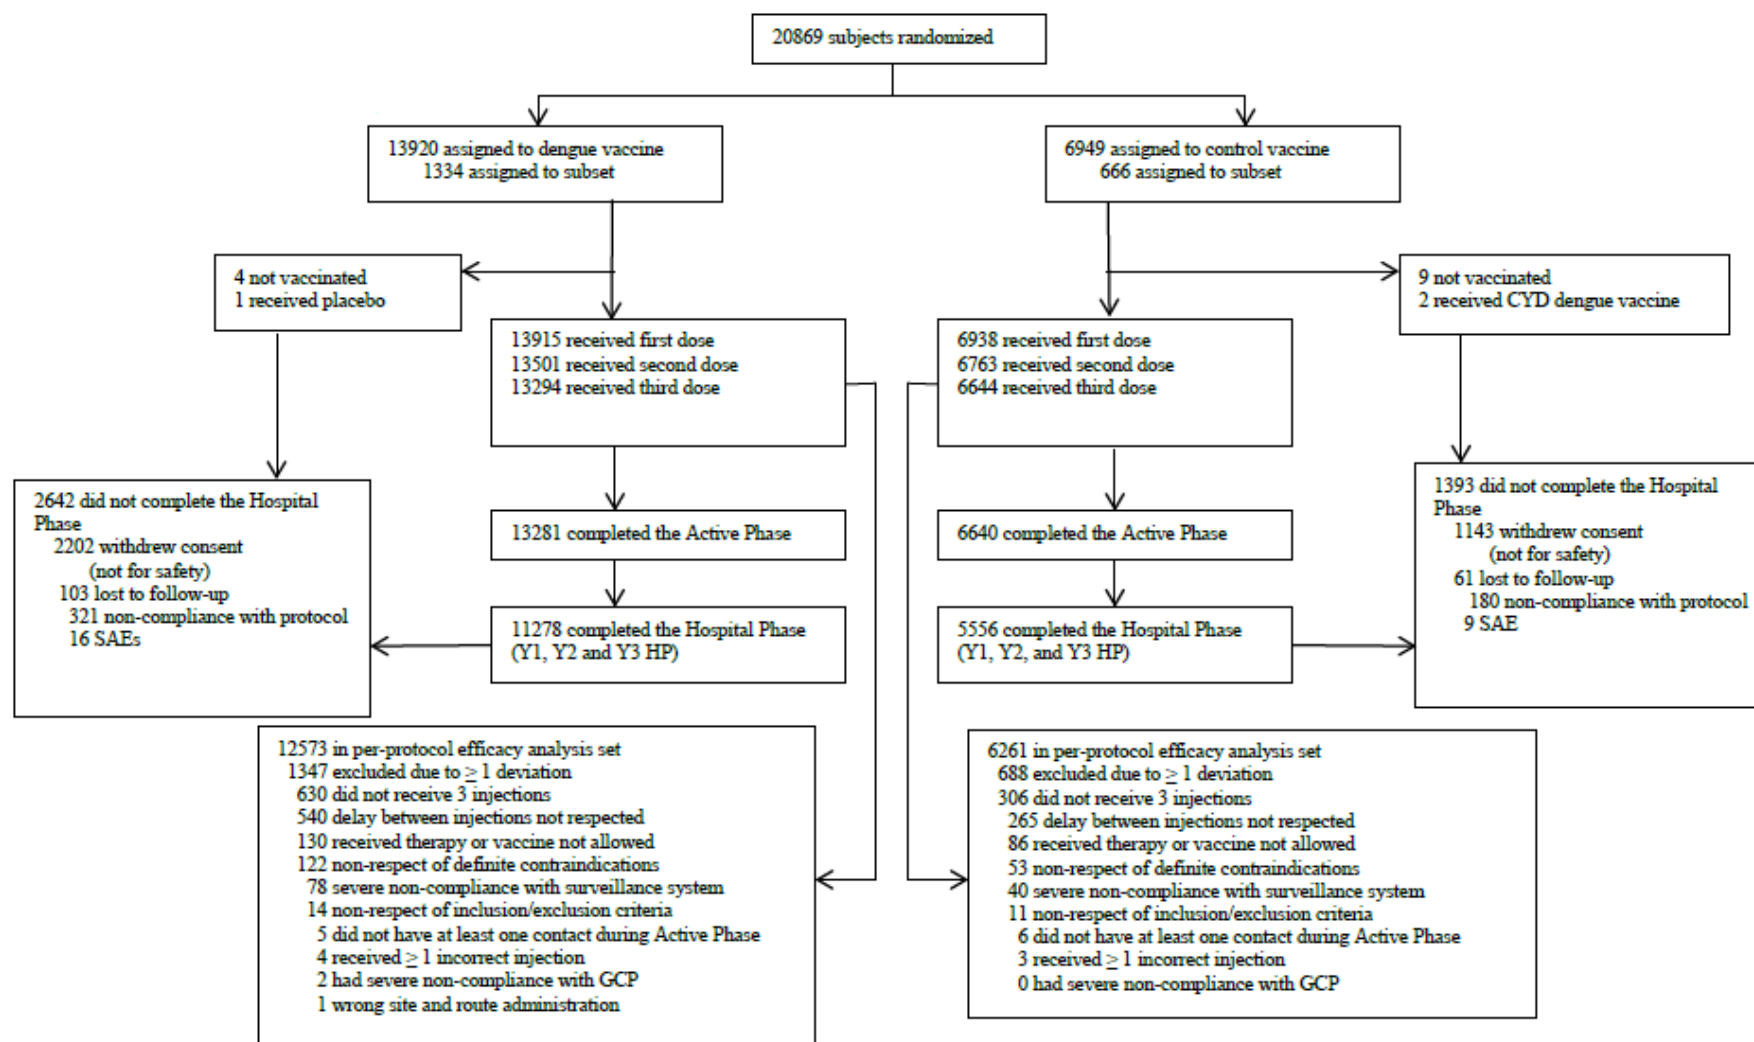 20869 subjects randomized
13920 assigned to dengue vaccine
1334 assigned to subset
6949 assigned to control vaccine
666 assigned to subset
4 not vaccinated
1 received placebo
9 not vaccinated
2 received CYD dengue vaccine
13915 received first dose
13501 received second dose
13294 received third dose
6938 received first dose
6763 received second dose
6644 received third dose
2642 did not complete the Hospital
Phase
2202 withdrew consent
(not for safety)
103 lost to follow-up
321 non-compliance with protocol
16 SAEs
13281 completed the Active Phase
6640 completed the Active Phase
1393 did not complete the Hospital
Phase
1143 withdrew consent
(not for safety)
61 lost to follow-up
180 non-compliance with protocol
9 SAE
11278 completed the Hospital Phase
(Y1, Y2 and Y3 HP)
5556 completed the Hospital Phase
(Y1, Y2, and Y3 HP)
12573 in per-protocol efficacy analysis set
1347 excluded due to ≥ 1 deviation
630 did not receive 3 injections
540 delay between injections not respected
130 received therapy or vaccine not allowed
122 non-respect of definite contraindications
78 severe non-compliance with surveillance system
14 non-respect of inclusion/exclusion criteria
5 did not have at least one contact during Active Phase
4 received ≥ 1 incorrect injection
2 had severe non-compliance with GCP
1 wrong site and route administration
6261 in per-protocol efficacy analysis set
688 excluded due to ≥ 1 deviation
306 did not receive 3 injections
265 delay between injections not respected
86 received therapy or vaccine not allowed
53 non-respect of definite contraindications
40 severe non-compliance with surveillance system
11 non-respect of inclusion/exclusion criteria
6 did not have at least one contact during Active Phase
3 received ≥ 1 incorrect injection
0 had severe non-compliance with GCP